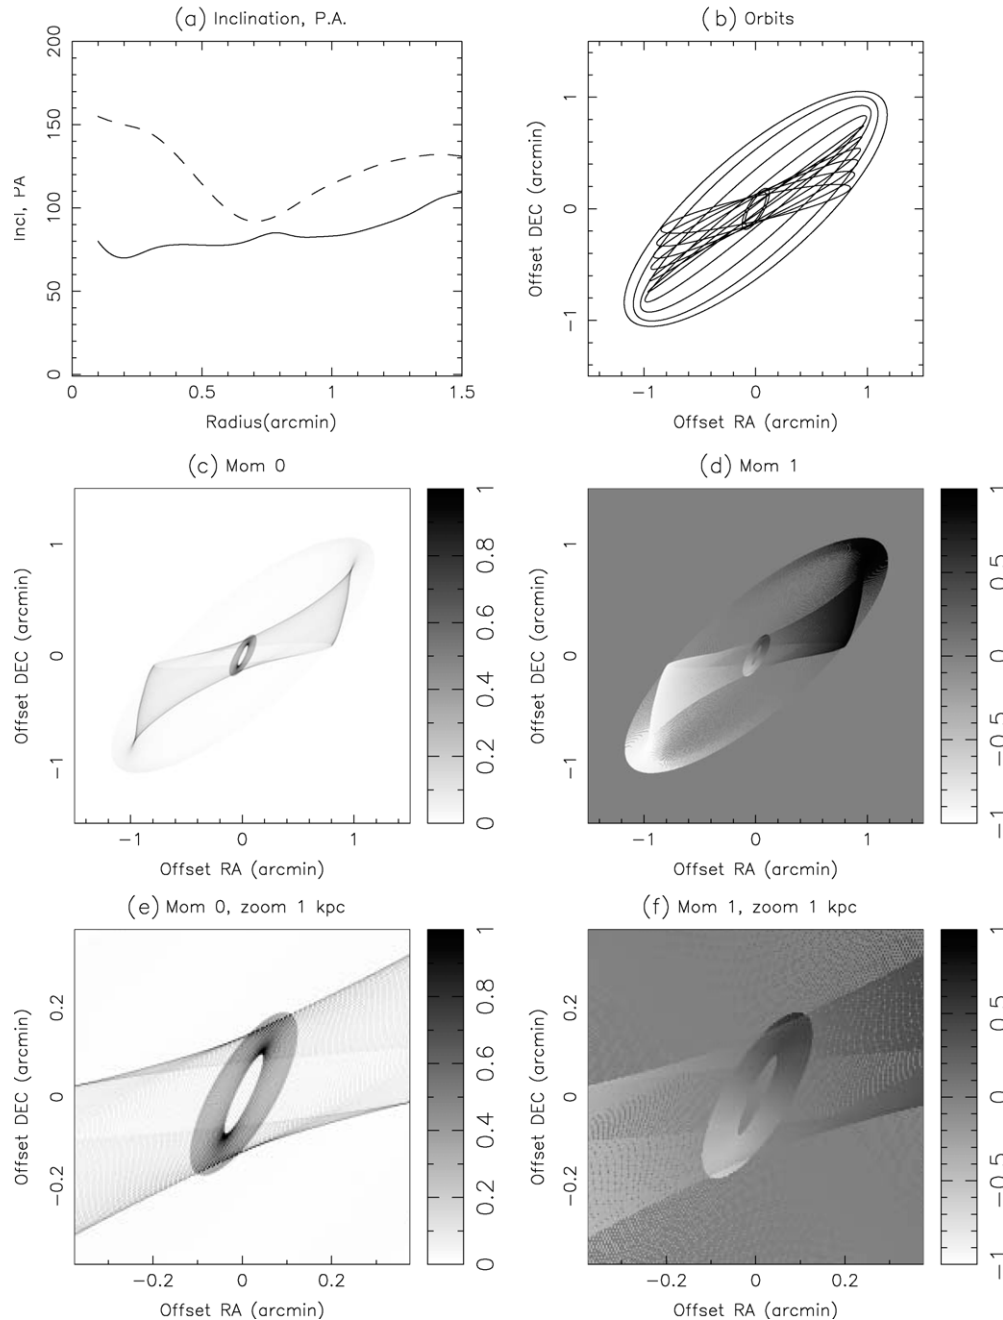 (a) Inclination, P.A.
(b) Orbits
200
150
100
50
0
Incl, PA
0 0.5 1 1.5
Radius(arcmin)
1
0
−1
Offset DEC (arcmin)
−1 0 1
Offset RA (arcmin)
(c) Mom 0
(d) Mom 1
1
0
−1
Offset DEC (arcmin)
−1 0 1
Offset RA (arcmin)
0 0.2 0.4 0.6 0.8 1
1
0
−1
Offset DEC (arcmin)
−1 0 1
Offset RA (arcmin)
−1 −0.5 0 0.5 1
(e) Mom 0, zoom 1 kpc
(f) Mom 1, zoom 1 kpc
0.2
0
−0.2
Offset DEC (arcmin)
−0.2 0 0.2
Offset RA (arcmin)
0 0.2 0.4 0.6 0.8 1
0.2
0
−0.2
Offset DEC (arcmin)
−0.2 0 0.2
Offset RA (arcmin)
−1 −0.5 0 0.5 1